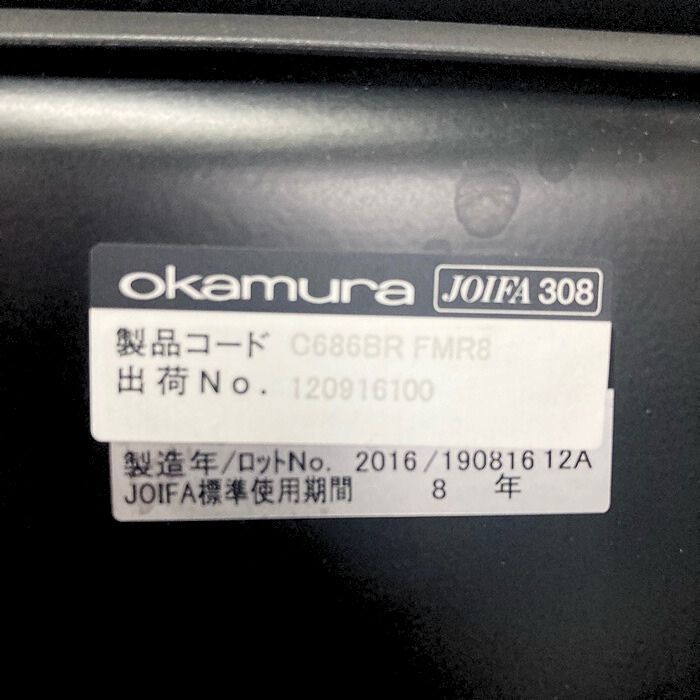 okamura JOIFA 308
製品コード C686BR FMR8
出荷No. 120916100
製造年/ロットNo. 2016/190816 12A
JOIFA標準使用期間 8 年